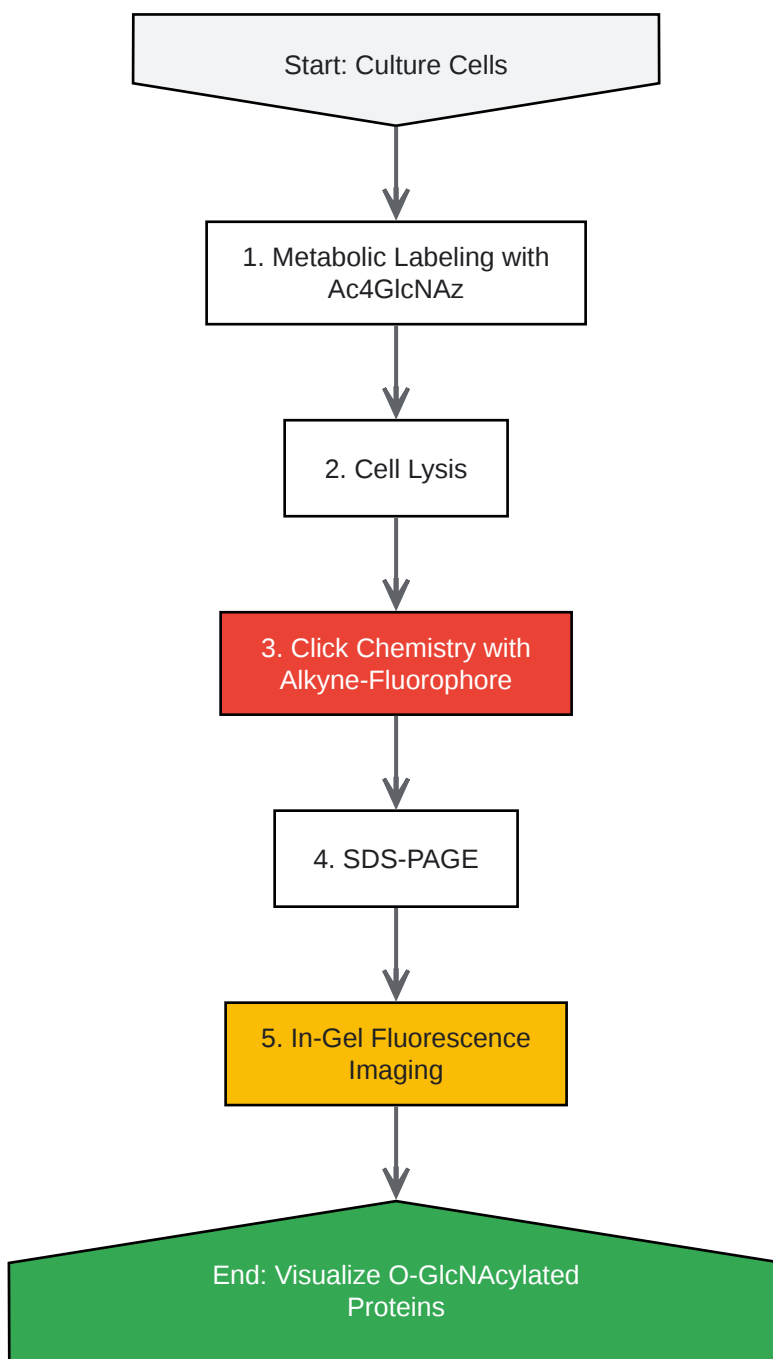 Start: Culture Cells
1. Metabolic Labeling with
Ac4GlcNAz
2. Cell Lysis
3. Click Chemistry with
Alkyne-Fluorophore
4. SDS-PAGE
5. In-Gel Fluorescence
Imaging
End: Visualize O-GlcNAcylated
Proteins